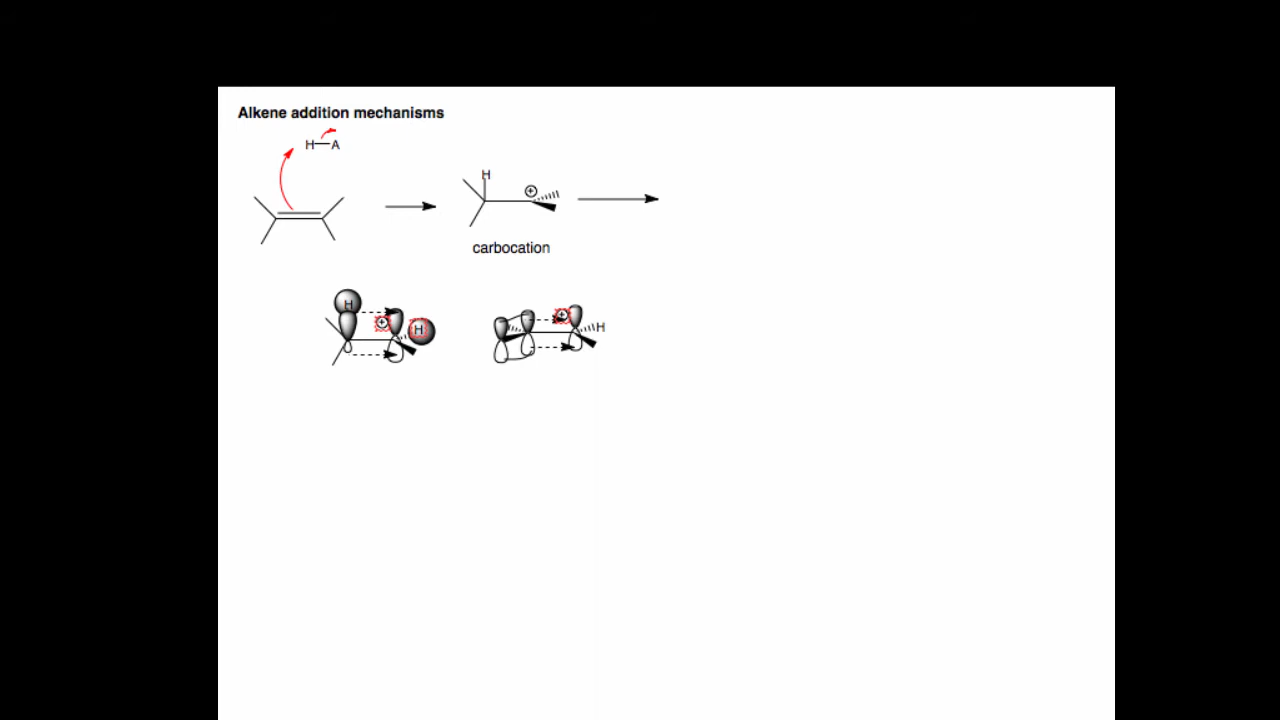 Alkene addition mechanisms
H—A
H
⊕
carbocation
H
⊕
H
⊕
H